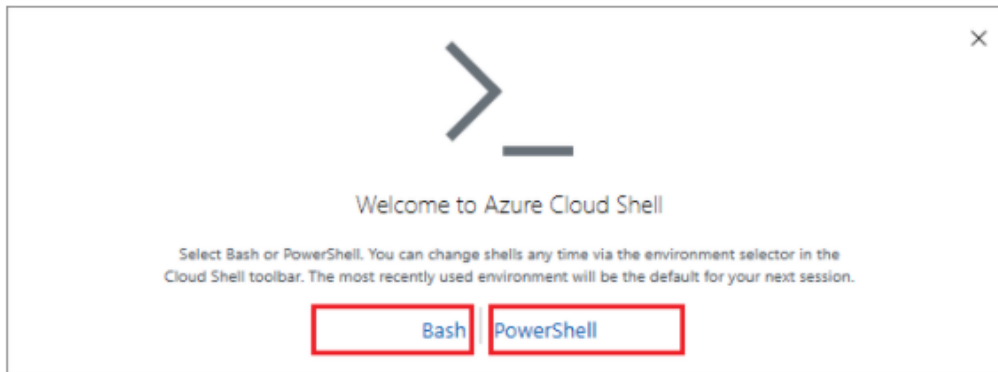 Welcome to Azure Cloud Shell
Select Bash or PowerShell. You can change shells any time via the environment selector in the
Cloud Shell toolbar. The most recently used environment will be the default for your next session.
Bash | PowerShell